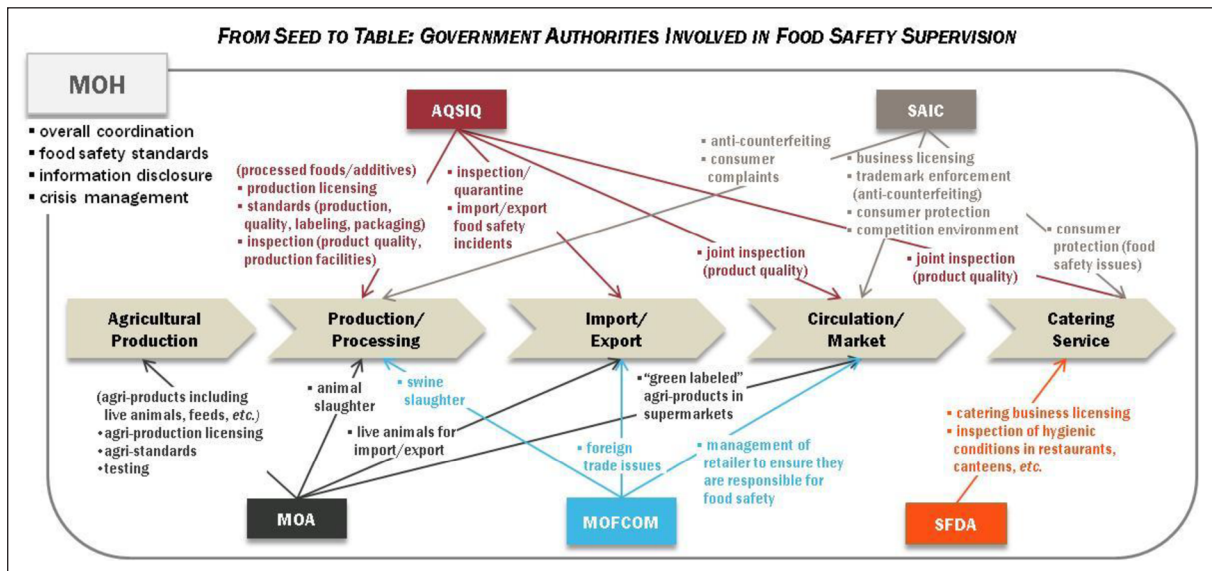 FROM SEED TO TABLE: GOVERNMENT AUTHORITIES INVOLVED IN FOOD SAFETY SUPERVISION
MOH
▪ overall coordination
▪ food safety standards
▪ information disclosure
▪ crisis management
AQSIQ
SAIC
(processed foods/additives)
▪ production licensing
▪ standards (production,
quality, labeling, packaging)
▪ inspection (product quality,
production facilities)
▪ inspection/
quarantine
▪ import/export
food safety
incidents
▪ anti-counterfeiting
▪ consumer
complaints
▪ business licensing
▪ trademark enforcement
(anti-counterfeiting)
▪ consumer protection
▪ competition environment
▪ joint inspection
(product quality)
▪ joint inspection
(product quality)
▪ consumer
protection (food
safety issues)
Agricultural
Production
Production/
Processing
Import/
Export
Circulation/
Market
Catering
Service
(agri-products including
live animals, feeds, etc.)
•agri-production licensing
•agri-standards
•testing
▪ animal
slaughter
▪ swine
slaughter
▪ live animals for
import/export
▪ foreign
trade issues
▪"green labeled"
agri-products in
supermarkets
▪ management of
retailer to ensure they
are responsible for
food safety
▪ catering business licensing
▪ inspection of hygienic
conditions in restaurants,
canteens, etc.
MOA
MOFCOM
SFDA